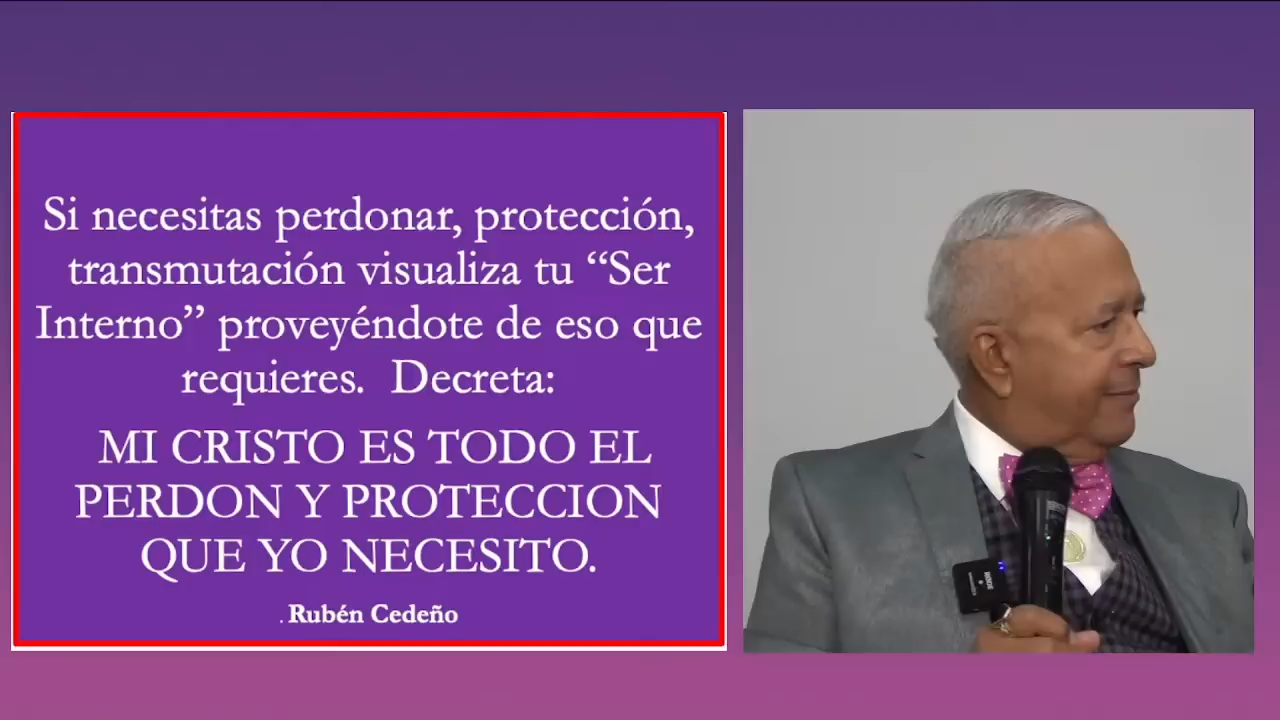 Si necesitas perdonar, protección,
transmutación visualiza tu “Ser
Interno” proveyéndote de eso que
requieres. Decreta:
MI CRISTO ES TODO EL
PERDON Y PROTECCION
QUE YO NECESITO.
. Rubén Cedeño